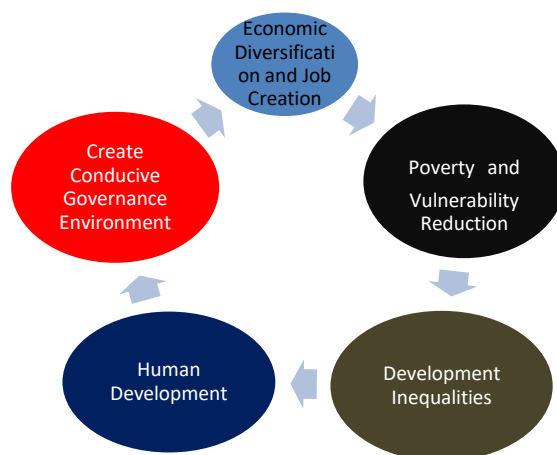 Economic
Diversificati
on and Job
Creation
Poverty and
Vulnerability
Reduction
Development
Inequalities
Human
Development
Create
Conducive
Governance
Environment